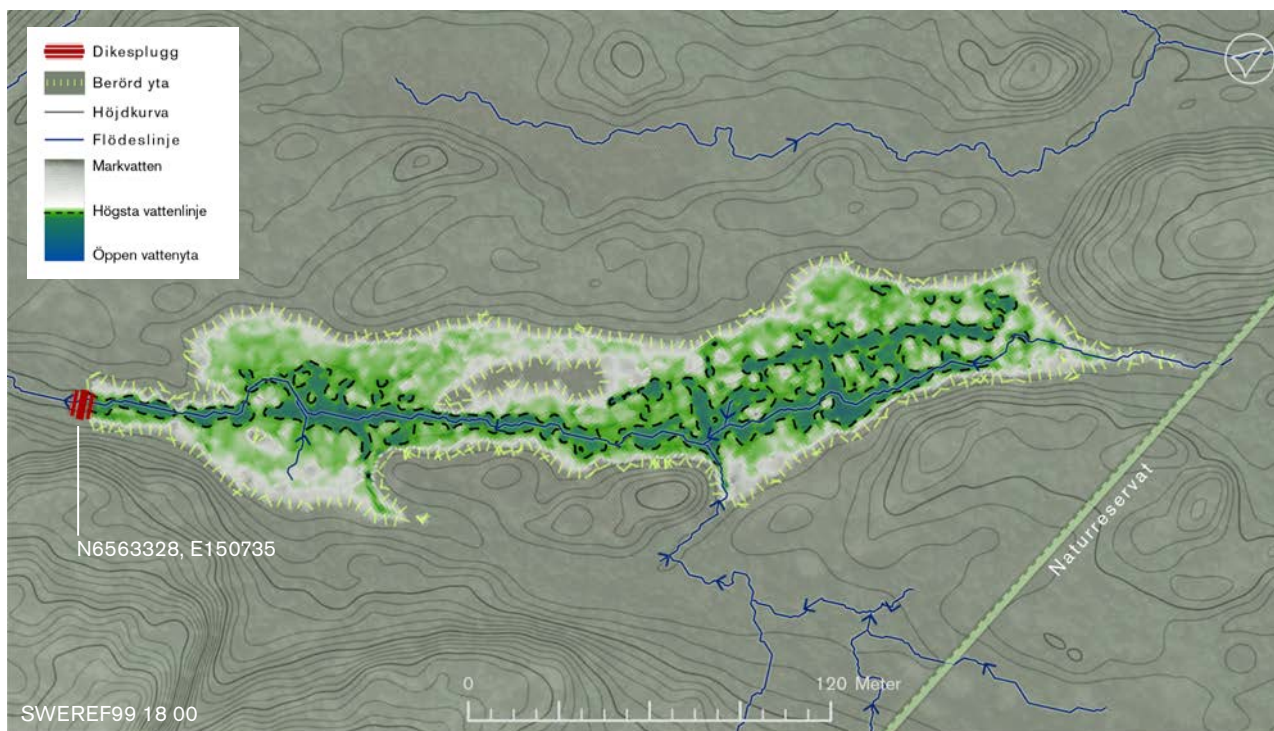 Dikesplugg
Berörd yta
Höjdkurva
Flödeslinje
Markvatten
Högsta vattenlinje
Öppen vattenyta
N6563328, E150735
Naturreservat
0 120 Meter
SWEREF99 18 00